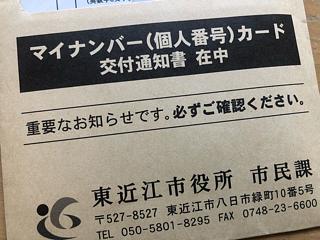 マイナンバー(個人番号)カード
交付通知書 在中
重要なお知らせです。必ずご確認ください。
東近江市役所 市民課
〒527-8527 東近江市八日市緑町10番5号
TEL 050-5801-8295 FAX 0748-23-6600